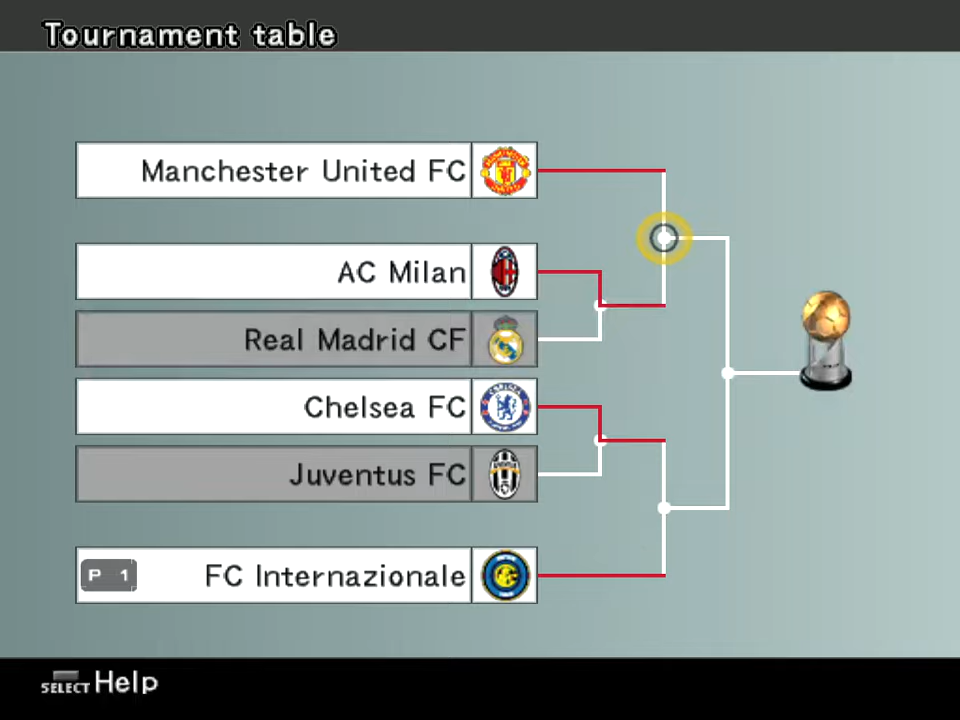 Tournament table
Manchester United FC
AC Milan
Real Madrid CF
Chelsea FC
Juventus FC
P 1 FC Internazionale
SELECT Help